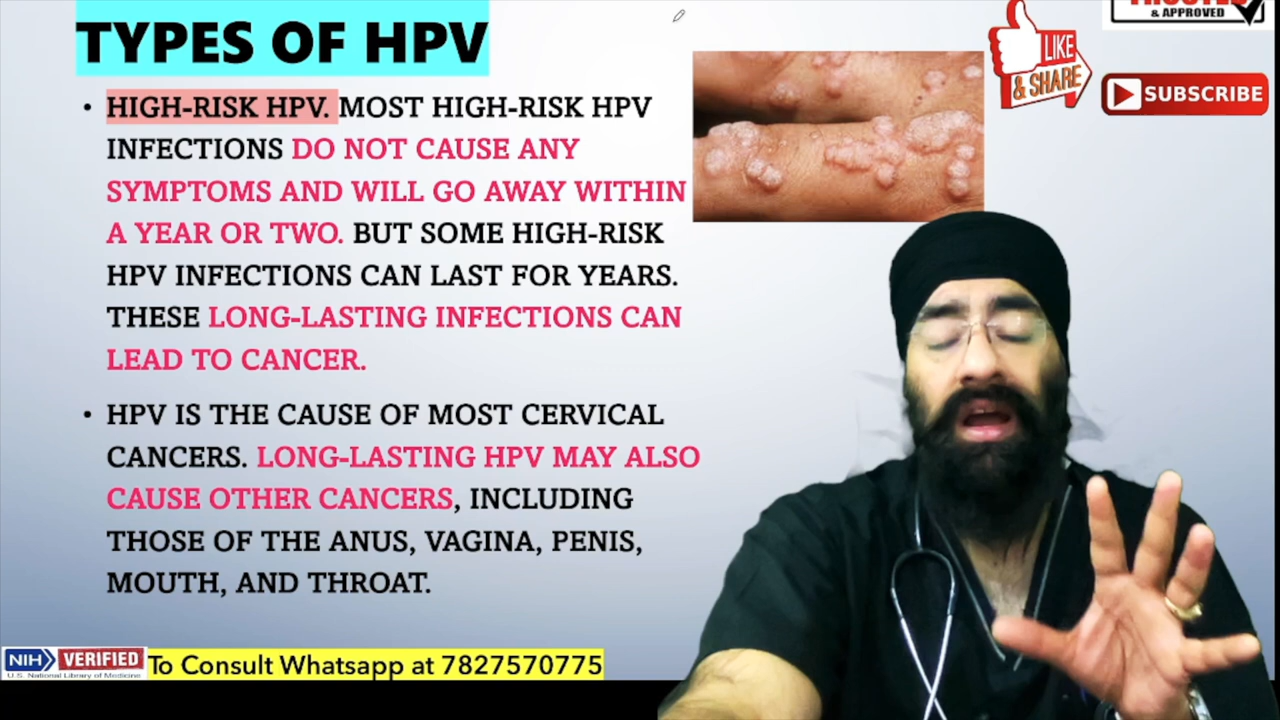 TYPES OF HPV
& APPROVED
LIKE
& SHARE
SUBSCRIBE
• HIGH-RISK HPV. MOST HIGH-RISK HPV
INFECTIONS DO NOT CAUSE ANY
SYMPTOMS AND WILL GO AWAY WITHIN
A YEAR OR TWO. BUT SOME HIGH-RISK
HPV INFECTIONS CAN LAST FOR YEARS.
THESE LONG-LASTING INFECTIONS CAN
LEAD TO CANCER.
• HPV IS THE CAUSE OF MOST CERVICAL
CANCERS. LONG-LASTING HPV MAY ALSO
CAUSE OTHER CANCERS, INCLUDING
THOSE OF THE ANUS, VAGINA, PENIS,
MOUTH, AND THROAT.
NIH VERIFIED
U.S. National Library of Medicine
To Consult Whatsapp at 7827570775